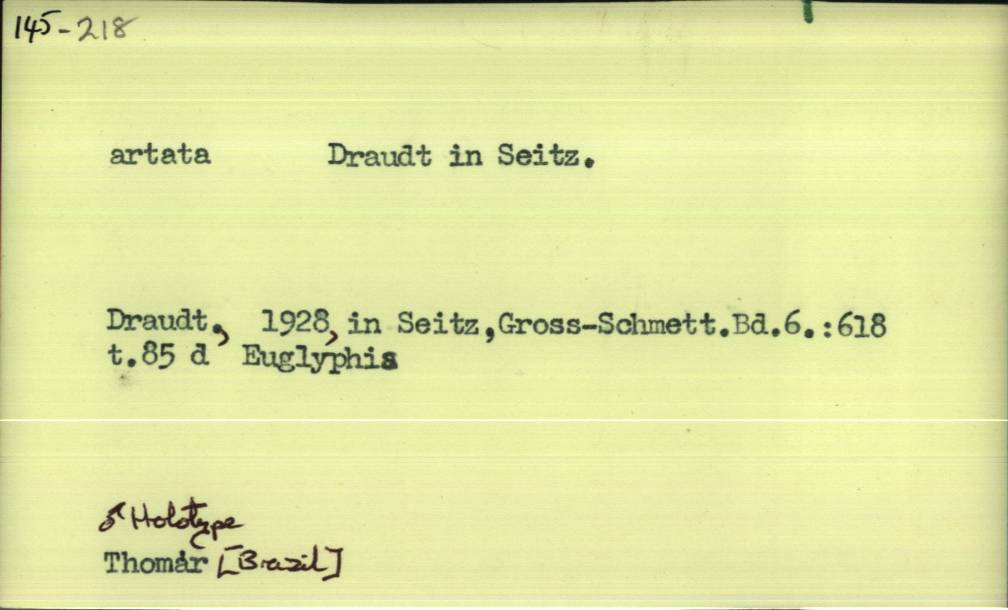 145-218
artata Draudt in Seitz.
Draudt., 1928, in Seitz,Gross-Schmett.Bd.6.:618
t.85 d Euglyphis
♂ Holotype
Thomar [Brazil]